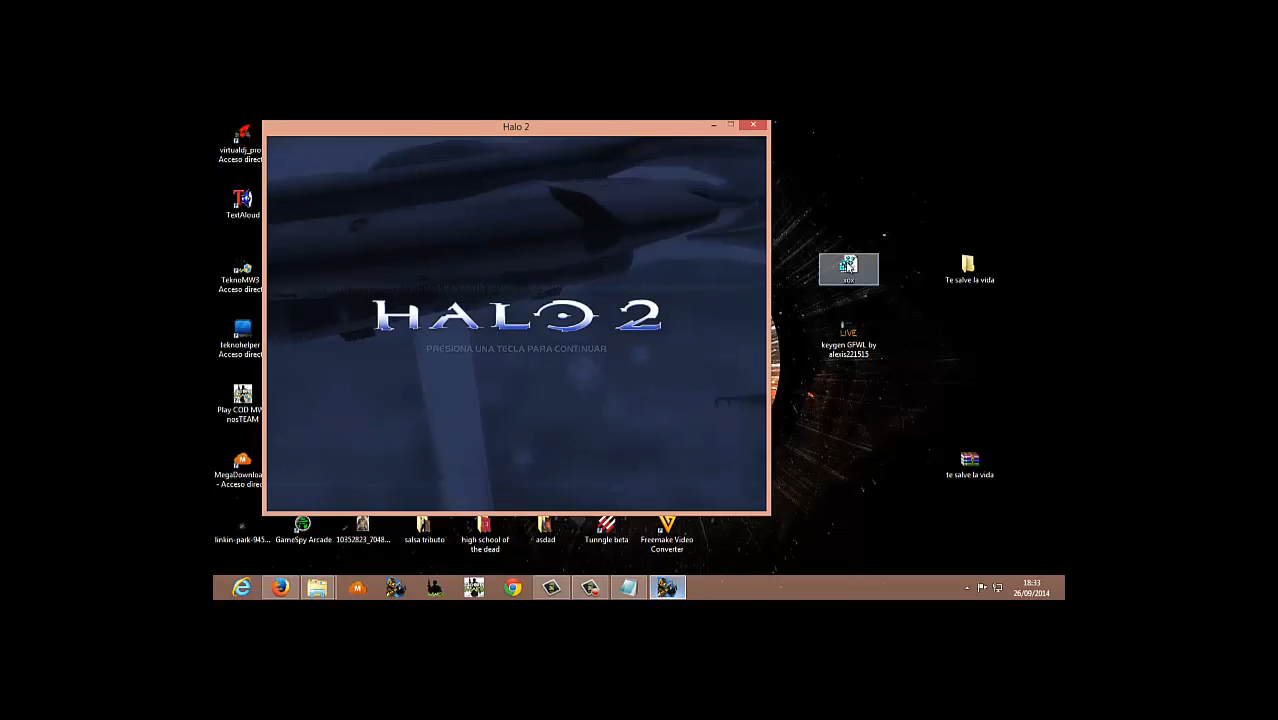 Halo 2
virtualdj_pro
Acceso direct
TextAloud
TeknoMW3
Acceso direct
teknohelper
Acceso direct
Play COD MW
nosTEAM
MegaDownloa
- Acceso direc
HALO 2
PRESIONA UNA TECLA PARA CONTINUAR
xox
LIVE
keygen GFWL by
alexis221515
Te salve la vida
te salve la vida
linkin-park-945...
GameSpy Arcade
10352823_7048...
salsa tributo
high school of
the dead
asdad
Tunngle beta
Freemake Video
Converter
18:33
26/09/2014